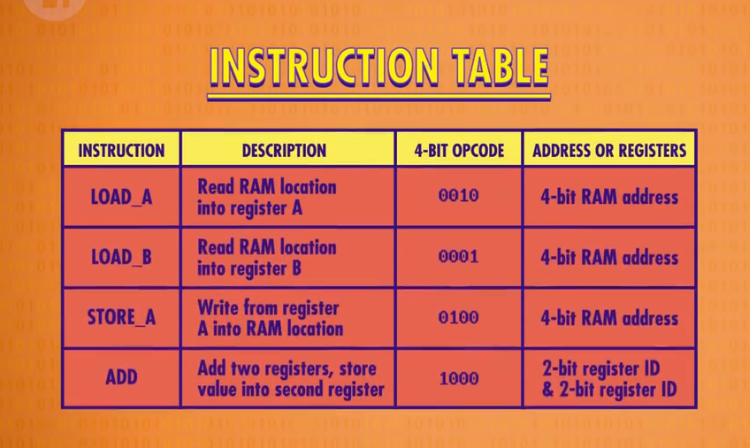 INSTRUCTION TABLE
INSTRUCTION DESCRIPTION 4-BIT OPCODE ADDRESS OR REGISTERS
LOAD_A Read RAM location into register A 0010 4-bit RAM address
LOAD_B Read RAM location into register B 0001 4-bit RAM address
STORE_A Write from register A into RAM location 0100 4-bit RAM address
ADD Add two registers, store value into second register 1000 2-bit register ID & 2-bit register ID